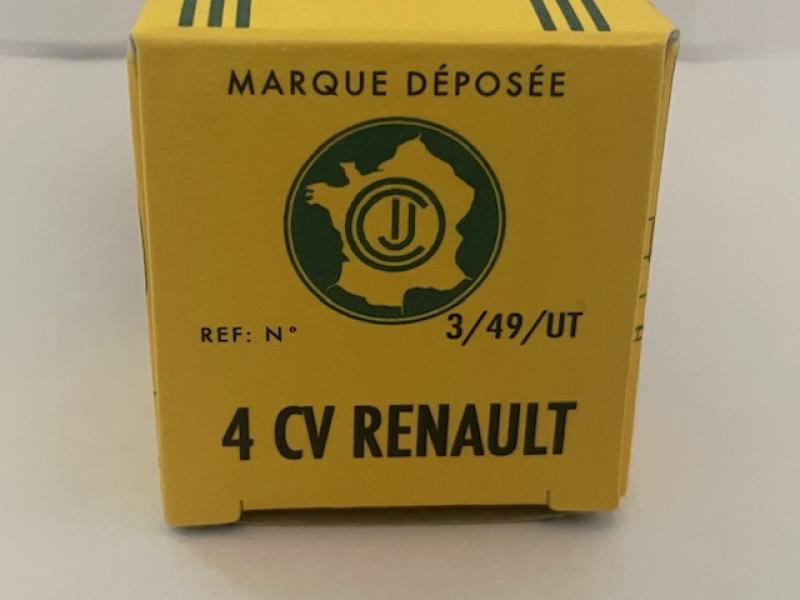 MARQUE DÉPOSÉE
CIJ
REF: N° 3/49/UT
4 CV RENAULT